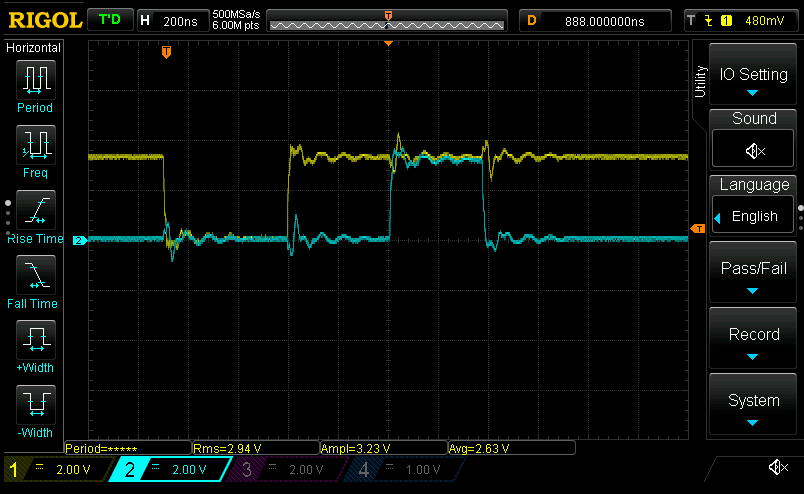 RIGOL T'D H 200ns 500MSa/s 6.00M pts T D 888.000000ns T 1 480mV
Horizontal
Period
Freq
Rise Time
Fall Time
+Width
-Width
T
2
T
Utility
IO Setting
Sound
Language
English
Pass/Fail
Record
System
Period=***** Rms=2.94 V Ampl=3.23 V Avg=2.63 V
1 2.00 V 2 2.00 V 3 2.00 V 4 1.00 V